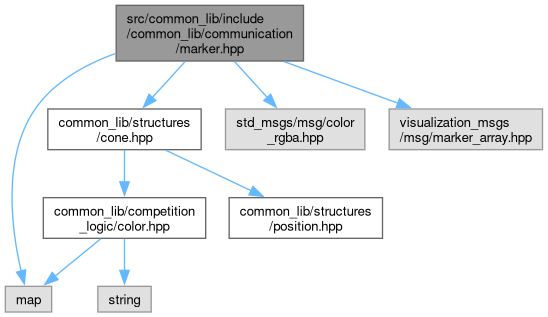 src/common_lib/include
/common_lib/communication
/marker.hpp
common_lib/structures
/cone.hpp
std_msgs/msg/color
_rgba.hpp
visualization_msgs
/msg/marker_array.hpp
common_lib/competition
_logic/color.hpp
common_lib/structures
/position.hpp
map
string